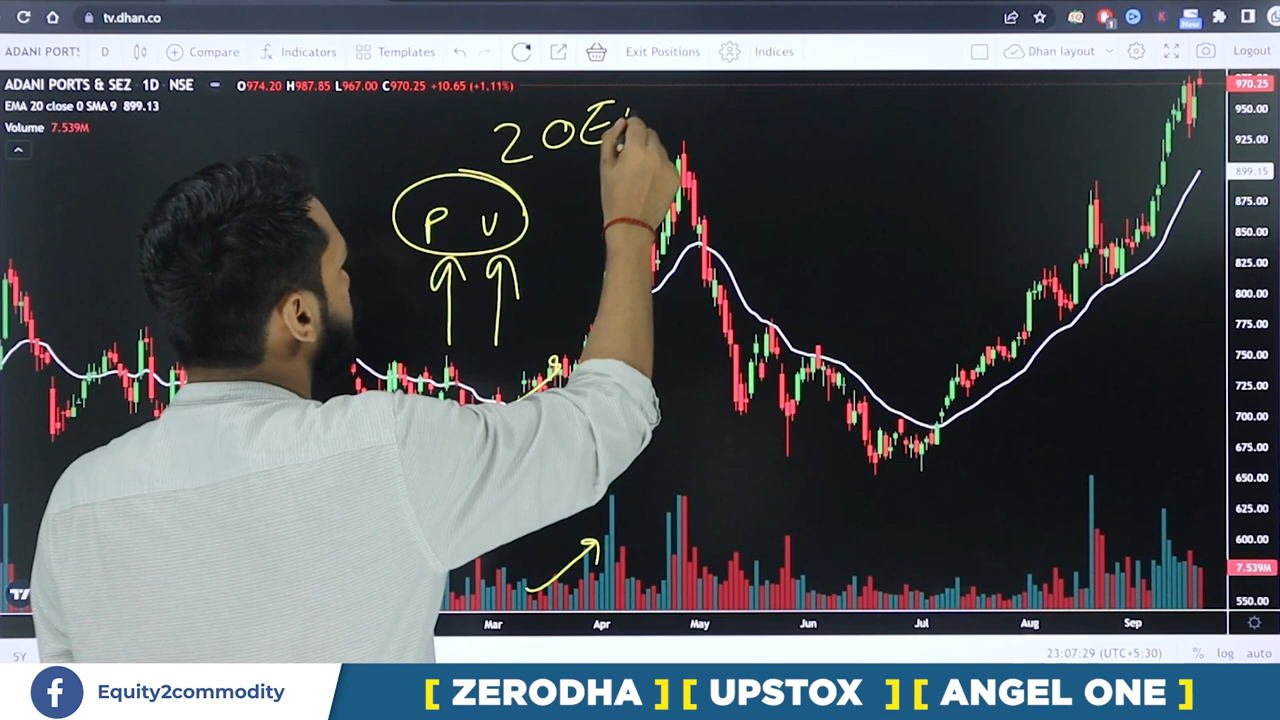 tv.dhan.co
New
1
ADANI PORTS D Compare Indicators Templates Exit Positions Indices Dhan layout Logout
ADANI PORTS & SEZ · 1D · NSE O974.20 H987.85 L967.00 C970.25 +10.65 (+1.11%)
EMA 20 close 0 SMA 9 899.13
Volume 7.539M
20E
P V
970.25
950.00
925.00
899.15
875.00
850.00
825.00
800.00
775.00
750.00
725.00
700.00
675.00
650.00
625.00
600.00
7.539M
550.00
Mar Apr May Jun Jul Aug Sep
5Y 23:07:29 (UTC+5:30) % log auto
Equity2commodity
[ ZERODHA ] [ UPSTOX ] [ ANGEL ONE ]